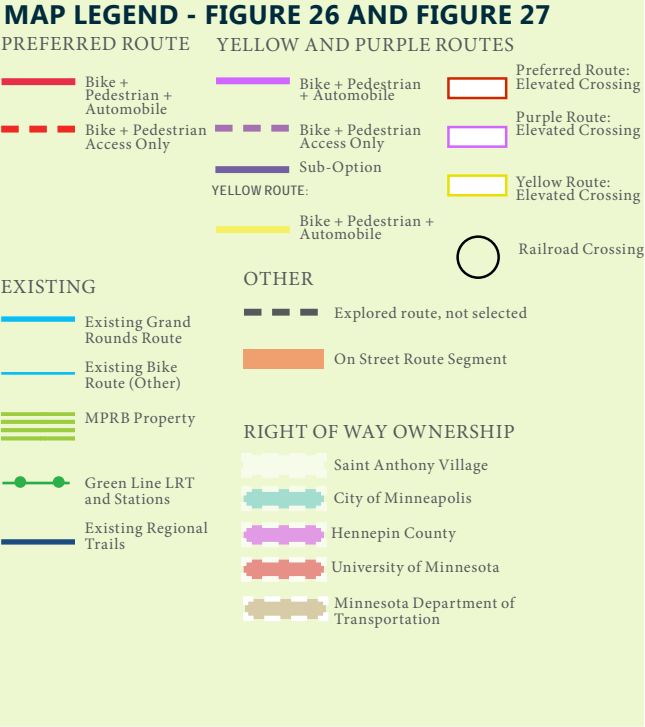 MAP LEGEND - FIGURE 26 AND FIGURE 27
PREFERRED ROUTE
Bike +
Pedestrian +
Automobile
Bike + Pedestrian
Access Only
YELLOW AND PURPLE ROUTES
Bike + Pedestrian
+ Automobile
Bike + Pedestrian
Access Only
Sub-Option
YELLOW ROUTE:
Bike + Pedestrian +
Automobile
Preferred Route:
Elevated Crossing
Purple Route:
Elevated Crossing
Yellow Route:
Elevated Crossing
Railroad Crossing
EXISTING
Existing Grand
Rounds Route
Existing Bike
Route (Other)
MPRB Property
Green Line LRT
and Stations
Existing Regional
Trails
OTHER
Explored route, not selected
On Street Route Segment
RIGHT OF WAY OWNERSHIP
Saint Anthony Village
City of Minneapolis
Hennepin County
University of Minnesota
Minnesota Department of
Transportation